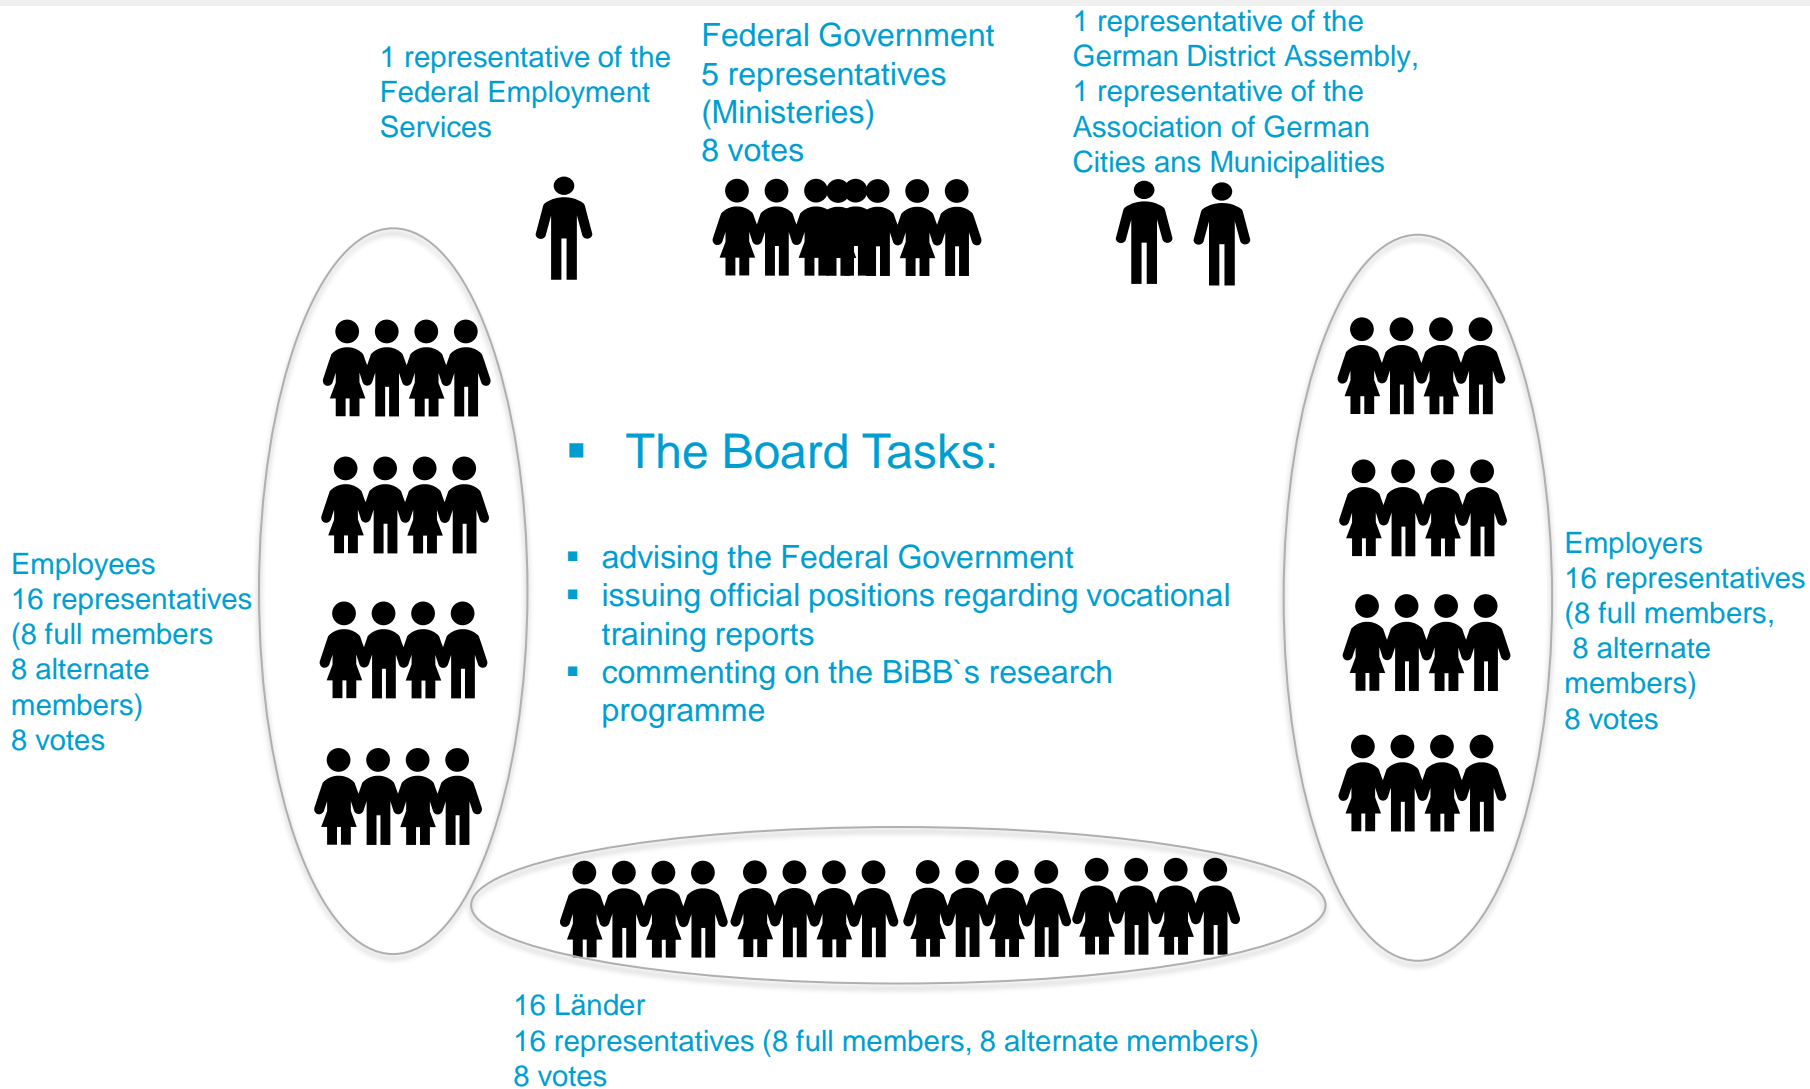 1 representative of the
Federal Employment
Services
Federal Government
5 representatives
(Ministeries)
8 votes
1 representative of the
German District Assembly,
1 representative of the
Association of German
Cities ans Municipalities
Employees
16 representatives
(8 full members
8 alternate
members)
8 votes
▪ The Board Tasks:
▪ advising the Federal Government
▪ issuing official positions regarding vocational
training reports
▪ commenting on the BiBB`s research
programme
Employers
16 representatives
(8 full members,
8 alternate
members)
8 votes
16 Länder
16 representatives (8 full members, 8 alternate members)
8 votes